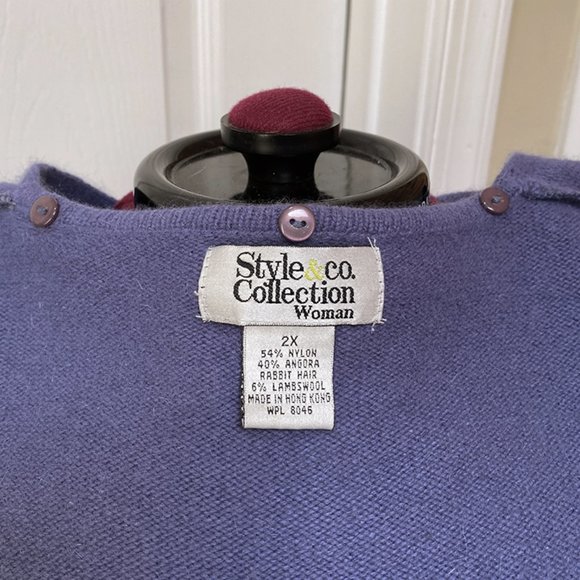 Style&co.
Collection
Woman
2X
54% NYLON
40% ANGORA
RABBIT HAIR
6% LAMBSWOOL
MADE IN HONG KONG
WPL 8046